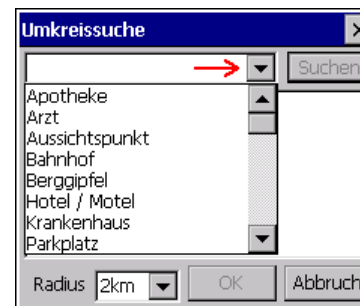 Umkreissuche
Suchen
Apotheke
Arzt
Aussichtspunkt
Bahnhof
Berggipfel
Hotel / Motel
Krankenhaus
Parkplatz
Radius 2km OK Abbruch